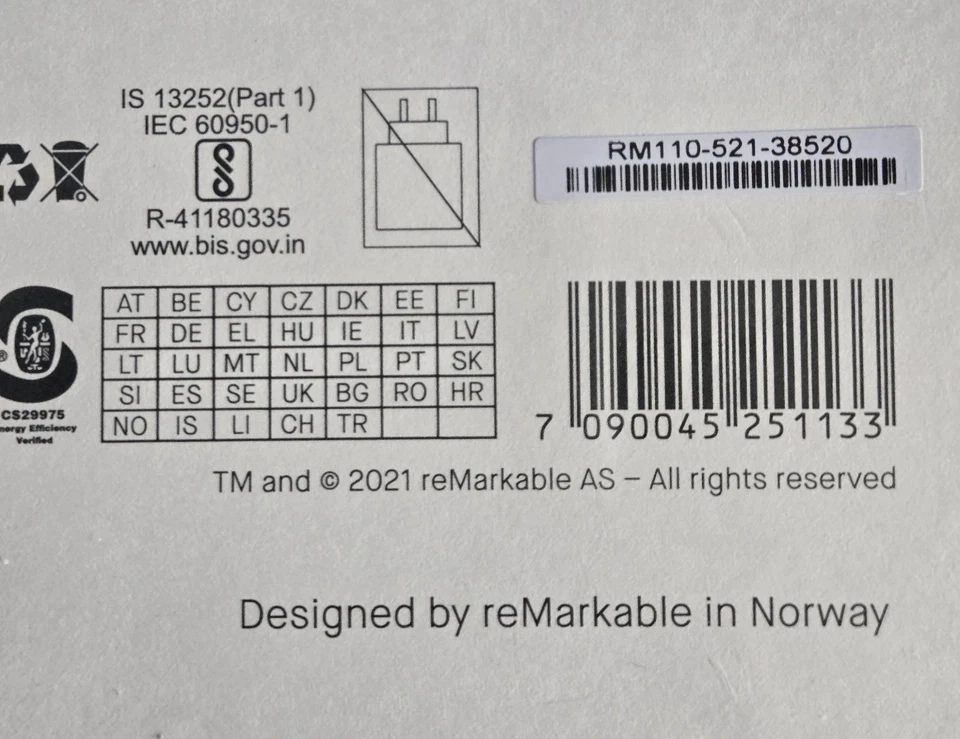 IS 13252(Part 1)
IEC 60950-1
R-41180335
www.bis.gov.in
RM110-521-38520
®
CS29975
nergy Efficiency
Verified
AT BE CY CZ DK EE FI
FR DE EL HU IE IT LV
LT LU MT NL PL PT SK
SI ES SE UK BG RO HR
NO IS LI CH TR
7 090045 251133
TM and © 2021 reMarkable AS – All rights reserved
Designed by reMarkable in Norway